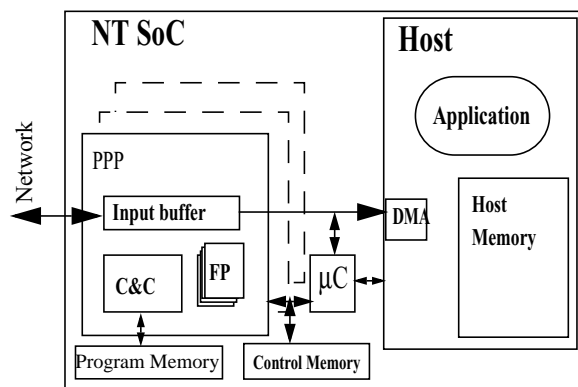 NT SoC
Host
Application
Network
PPP
Input buffer
DMA
Host
Memory
C&C
FP
µC
Program Memory
Control Memory